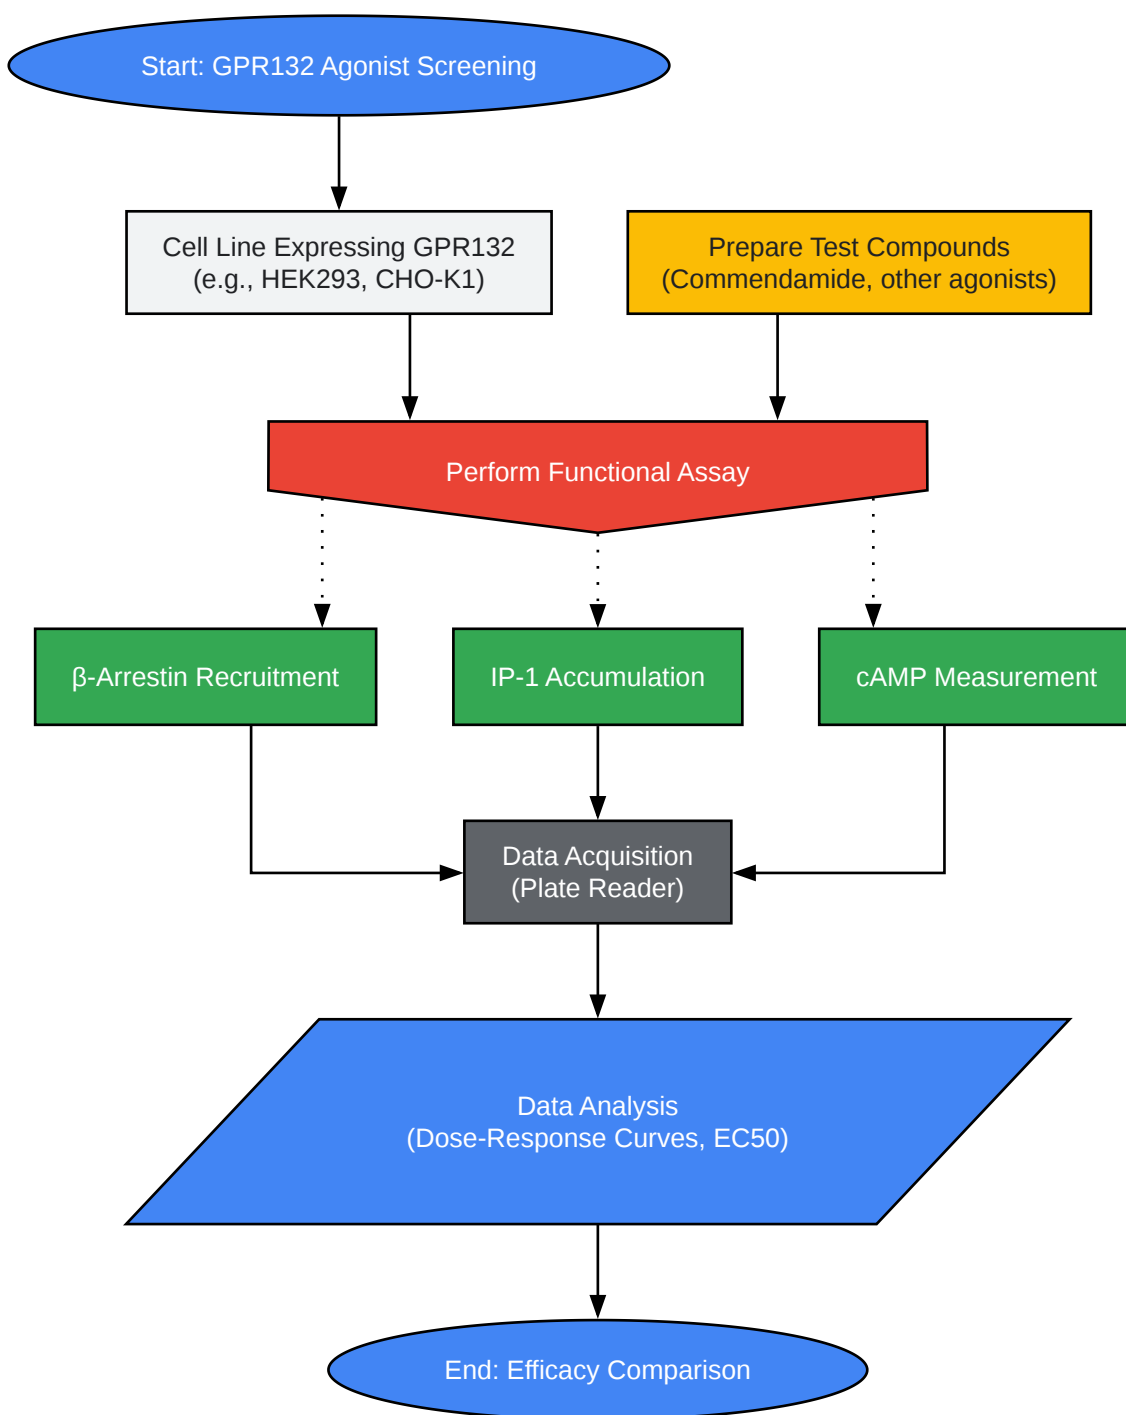 Start: GPR132 Agonist Screening
Cell Line Expressing GPR132
(e.g., HEK293, CHO-K1)
Prepare Test Compounds
(Commendamide, other agonists)
Perform Functional Assay
β-Arrestin Recruitment
IP-1 Accumulation
cAMP Measurement
Data Acquisition
(Plate Reader)
Data Analysis
(Dose-Response Curves, EC50)
End: Efficacy Comparison